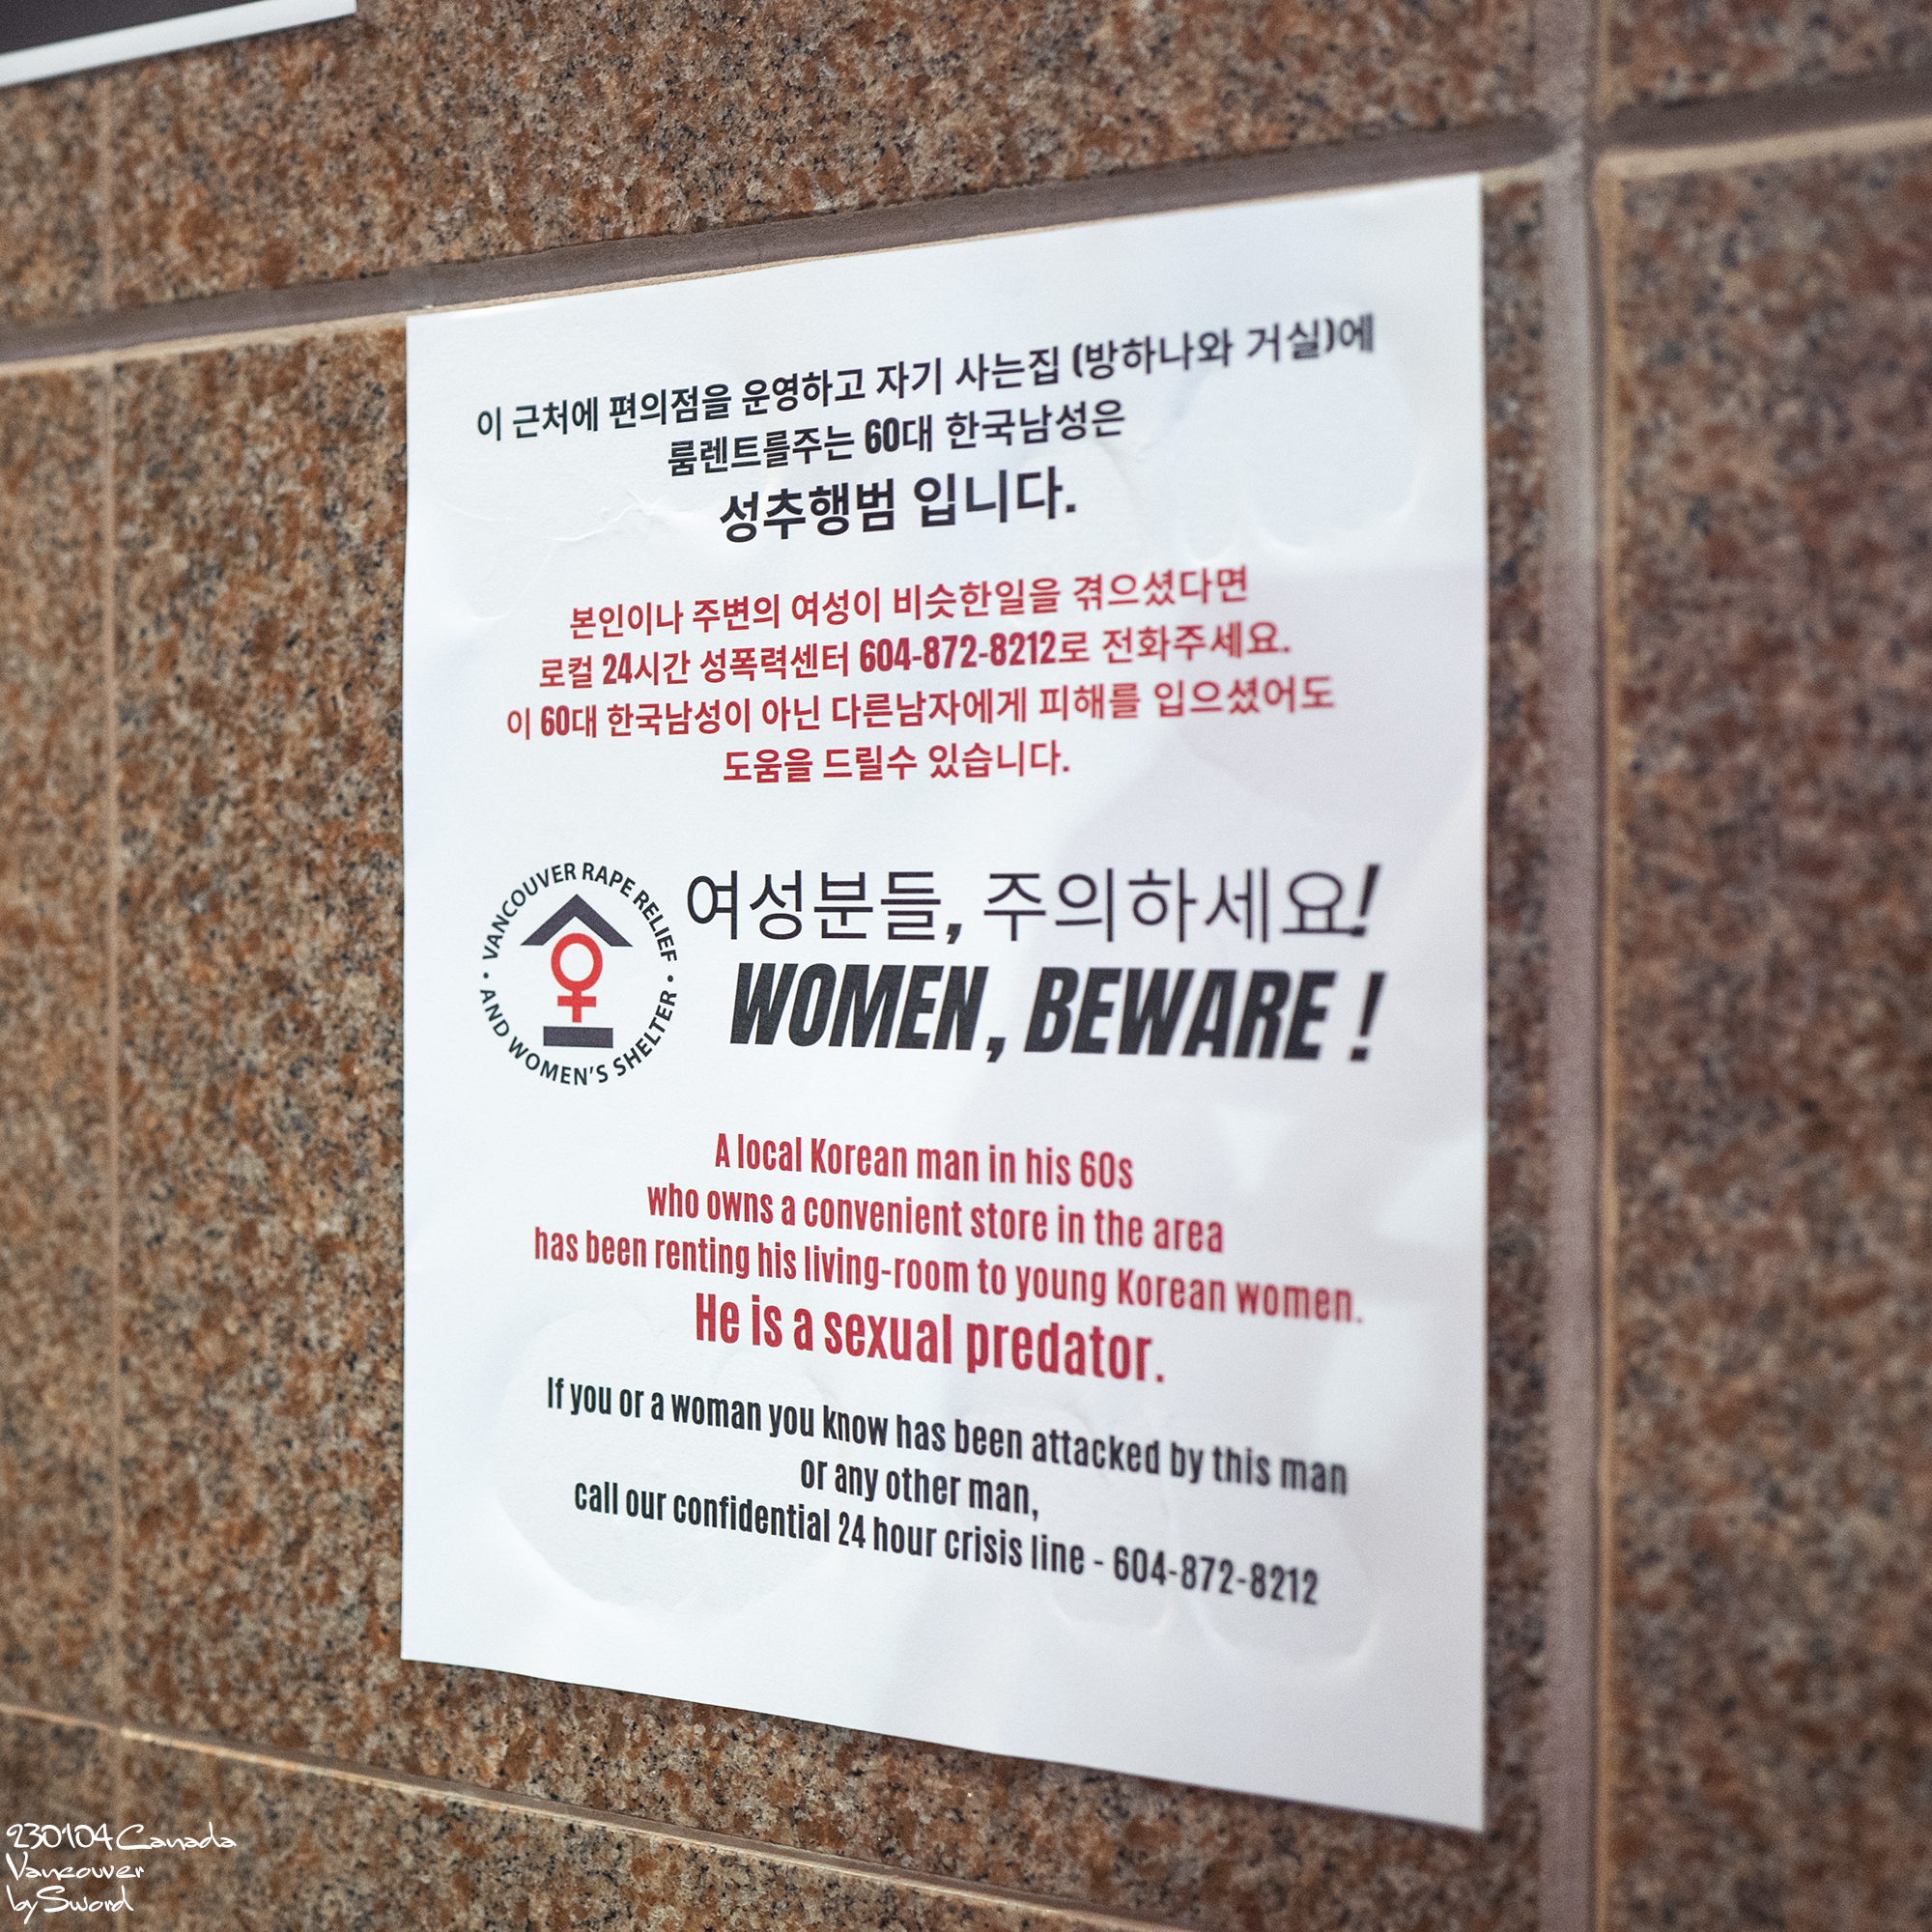 이 근처에 편의점을 운영하고 자기 사는집 (방하나와 거실)에
룸렌트를주는 60대 한국남성은
성추행범 입니다.
본인이나 주변의 여성이 비슷한일을 겪으셨다면
로컬 24시간 성폭력센터 604-872-8212로 전화주세요.
이 60대 한국남성이 아닌 다른남자에게 피해를 입으셨어도
도움을 드릴수 있습니다.
• VANCOUVER RAPE RELIEF •
AND WOMEN'S SHELTER
여성분들, 주의하세요!
WOMEN, BEWARE !
A local Korean man in his 60s
who owns a convenient store in the area
has been renting his living-room to young Korean women.
He is a sexual predator.
If you or a woman you know has been attacked by this man
or any other man,
call our confidential 24 hour crisis line - 604-872-8212
230104 Canada
Vancouver
by Sword